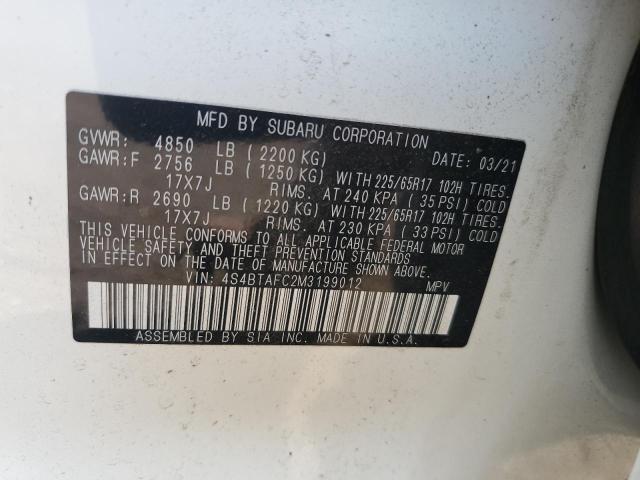 MFD BY SUBARU CORPORATION
GVWR: 4850 LB (2200 KG) DATE: 03/21
GAWR:F 2756 LB (1250 KG) WITH 225/65R17 102H TIRES.
17X7J RIMS. AT 240 KPA (35 PSI) COLD
GAWR:R 2690 LB (1220 KG) WITH 225/65R17 102H TIRES.
17X7J RIMS. AT 230 KPA (33 PSI) COLD
THIS VEHICLE CONFORMS TO ALL APPLICABLE FEDERAL MOTOR
VEHICLE SAFETY AND THEFT PREVENTION STANDARDS
IN EFFECT ON THE DATE OF MANUFACTURE SHOWN ABOVE.
VIN: 4S4BTAFC2M3199012 MPV
ASSEMBLED BY SIA INC. MADE IN U.S.A.